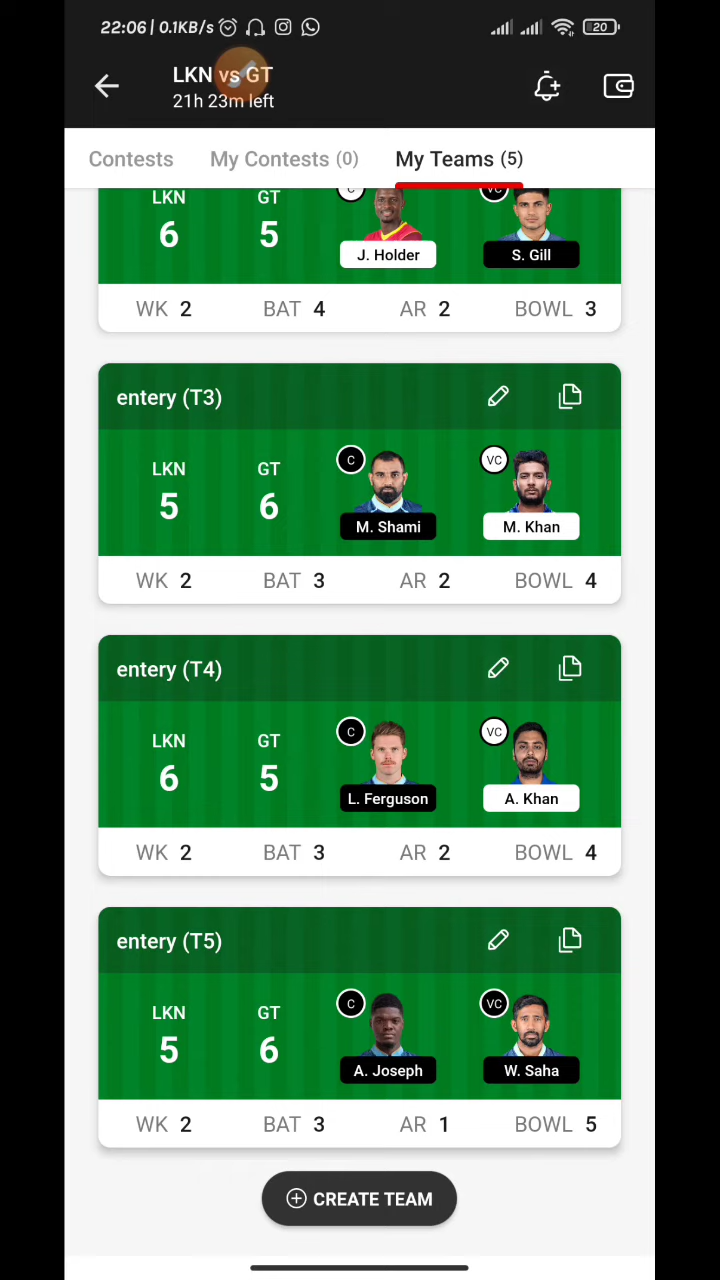 22:06 | 0.1KB/s 20
LKN vs GT
21h 23m left
Contests My Contests (0) My Teams (5)
LKN GT C VC
6 5
J. Holder S. Gill
WK 2 BAT 4 AR 2 BOWL 3
entery (T3)
LKN GT C VC
5 6
M. Shami M. Khan
WK 2 BAT 3 AR 2 BOWL 4
entery (T4)
LKN GT C VC
6 5
L. Ferguson A. Khan
WK 2 BAT 3 AR 2 BOWL 4
entery (T5)
LKN GT C VC
5 6
A. Joseph W. Saha
WK 2 BAT 3 AR 1 BOWL 5
CREATE TEAM